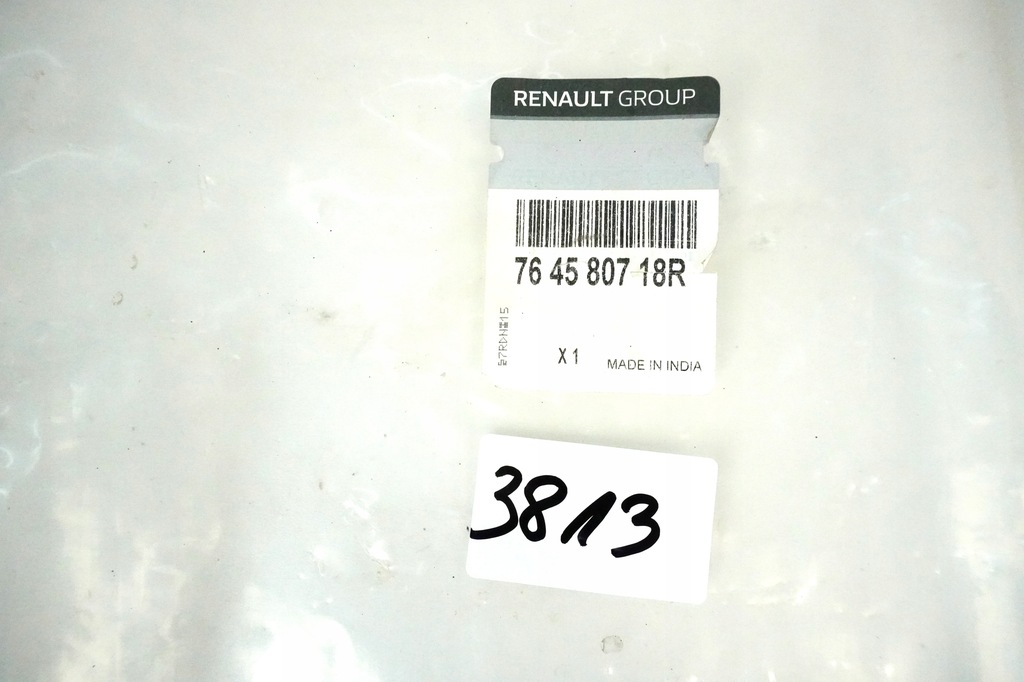 RENAULT GROUP
76 45 807 18R
X 1
MADE IN INDIA
3813